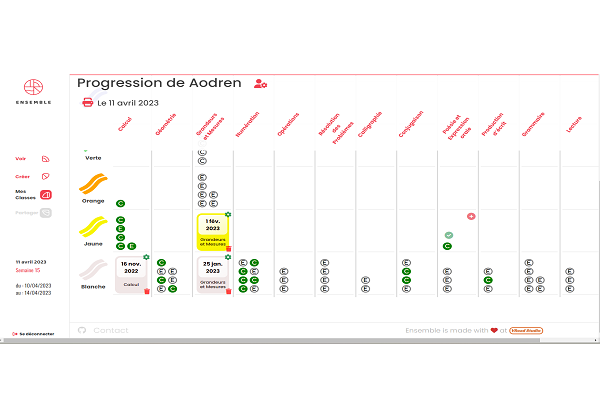 Progression de Aodren
ENSEMBLE
Le 11 avril 2023
Calcul
Géométrie
Grandeurs
et Mesures
Numération
Opérations
Résolution
des
Problèmes
Calligraphie
Conjugaison
Poésie et
Expression
orale
Production
d'écrit
Grammaire
Lecture
Voir
Créer
Mes
Classes
Partager
Verte
C
C
Orange
C
C
C
C
E
C
E
Jaune
C
E
C
C
E
1 fév.
2022
Grandeurs
et Mesures
C
11 avril 2023
Semaine 15
du : 10/04/2023
au : 14/04/2023
Blanche
16 nov.
2022
Calcul
25 jan.
2023
Grandeurs
et Mesures
Se déconnecter
Contact
Ensemble is made with ❤ at VRoad Studio